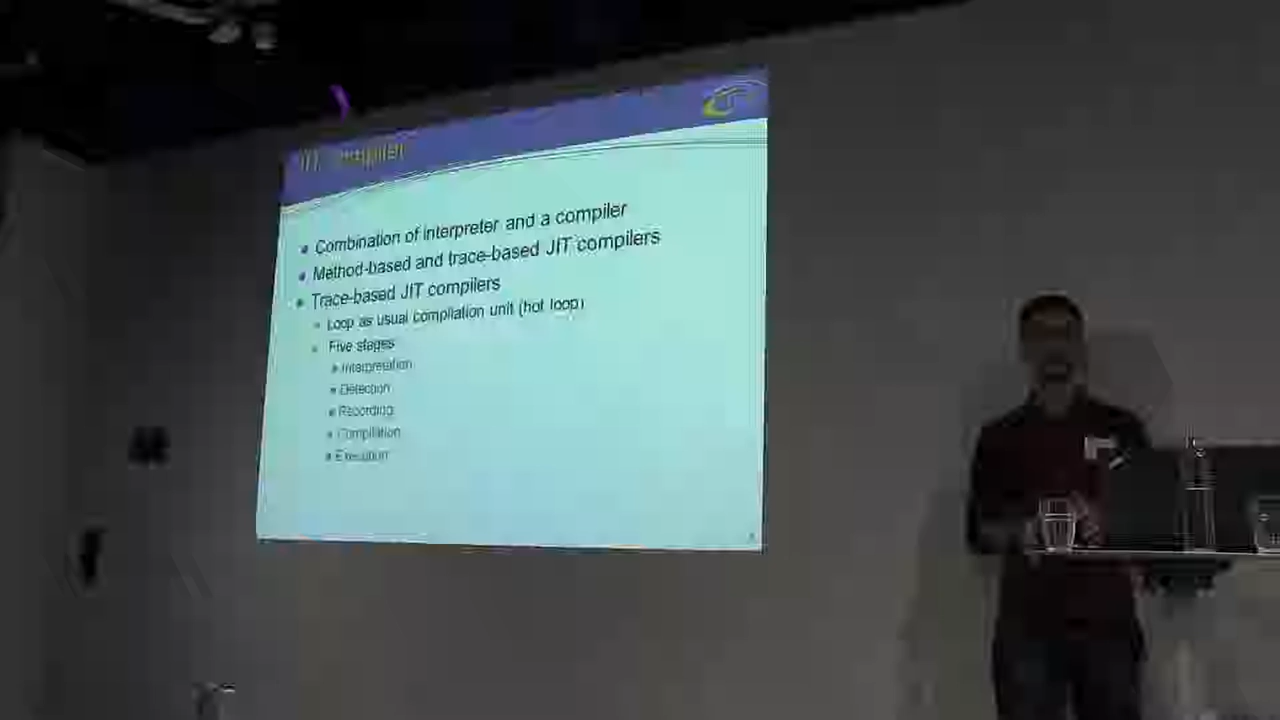 JIT compiler
Combination of interpreter and a compiler
Method-based and trace-based JIT compilers
Trace-based JIT compilers
Loop as usual compilation unit (hot loop)
Five stages
Interpretation
Detection
Recording
Compilation
Execution